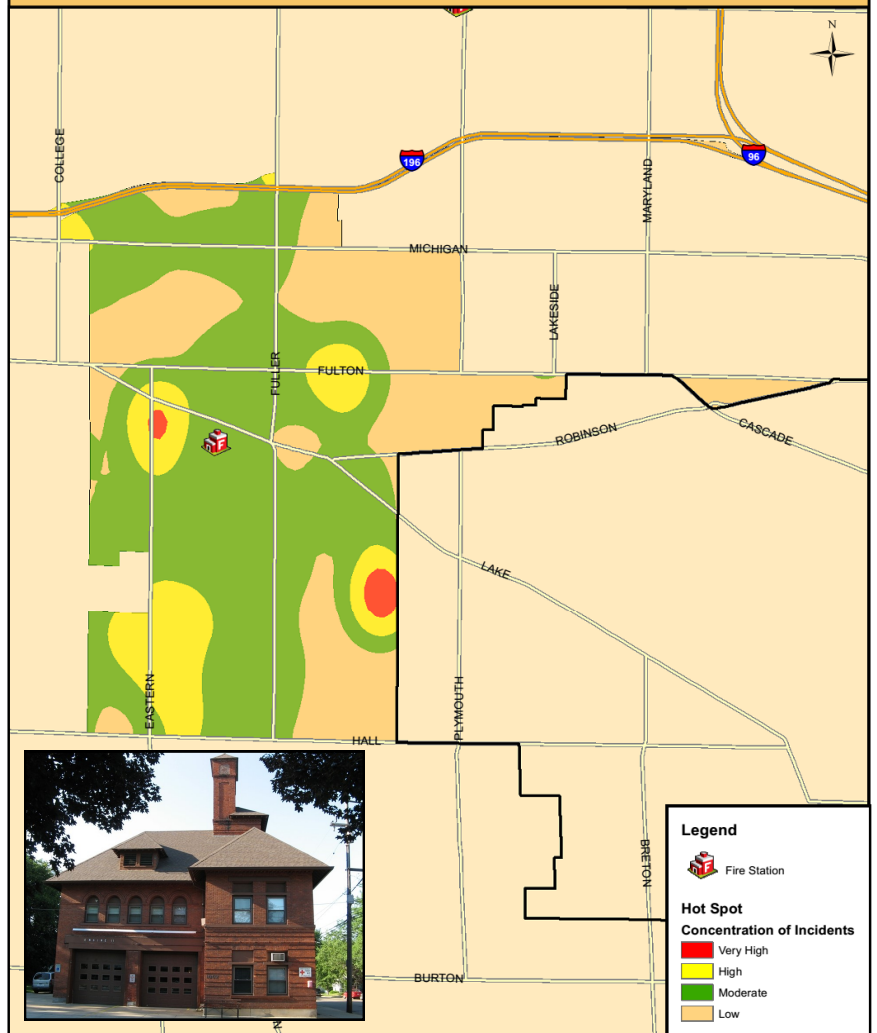 N
COLLEGE
196
96
MARYLAND
MICHIGAN
LAKESIDE
FULLER
FULTON
F
ROBINSON
CASCADE
LAKE
EASTERN
PLYMOUTH
HALL
BRETON
BURTON
N
Legend
F
Fire Station
Hot Spot
Concentration of Incidents
Very High
High
Moderate
Low